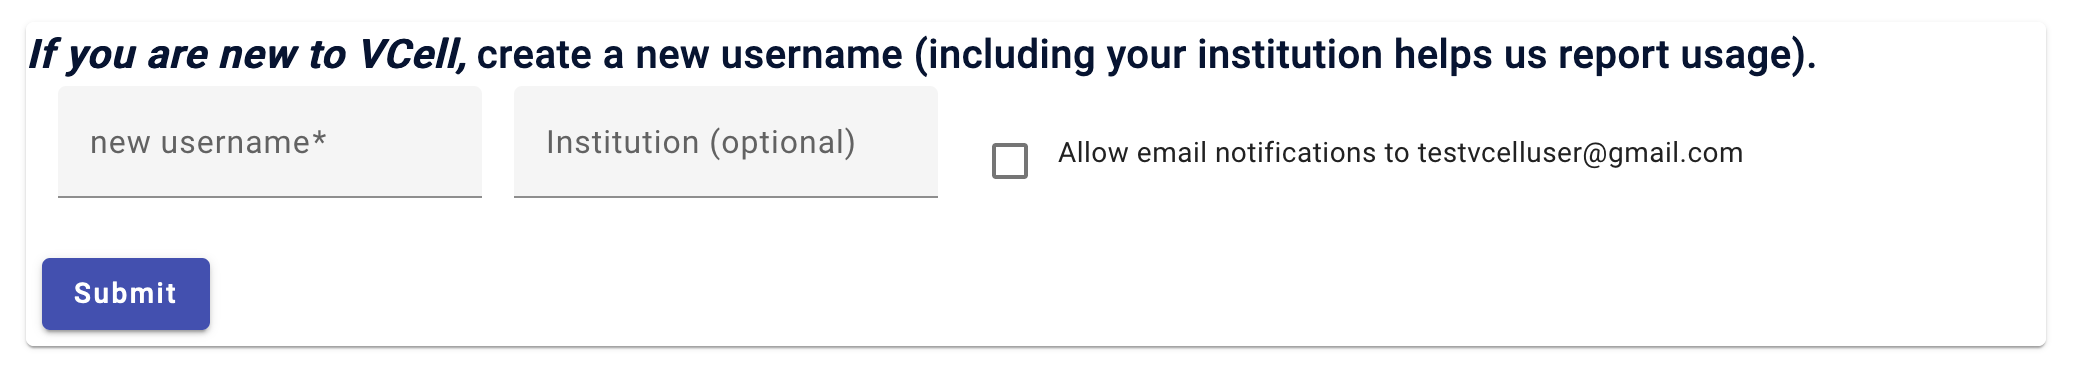 If you are new to VCell, create a new username (including your institution helps us report usage).
new username*
Institution (optional)
Allow email notifications to testvcelluser@gmail.com
Submit